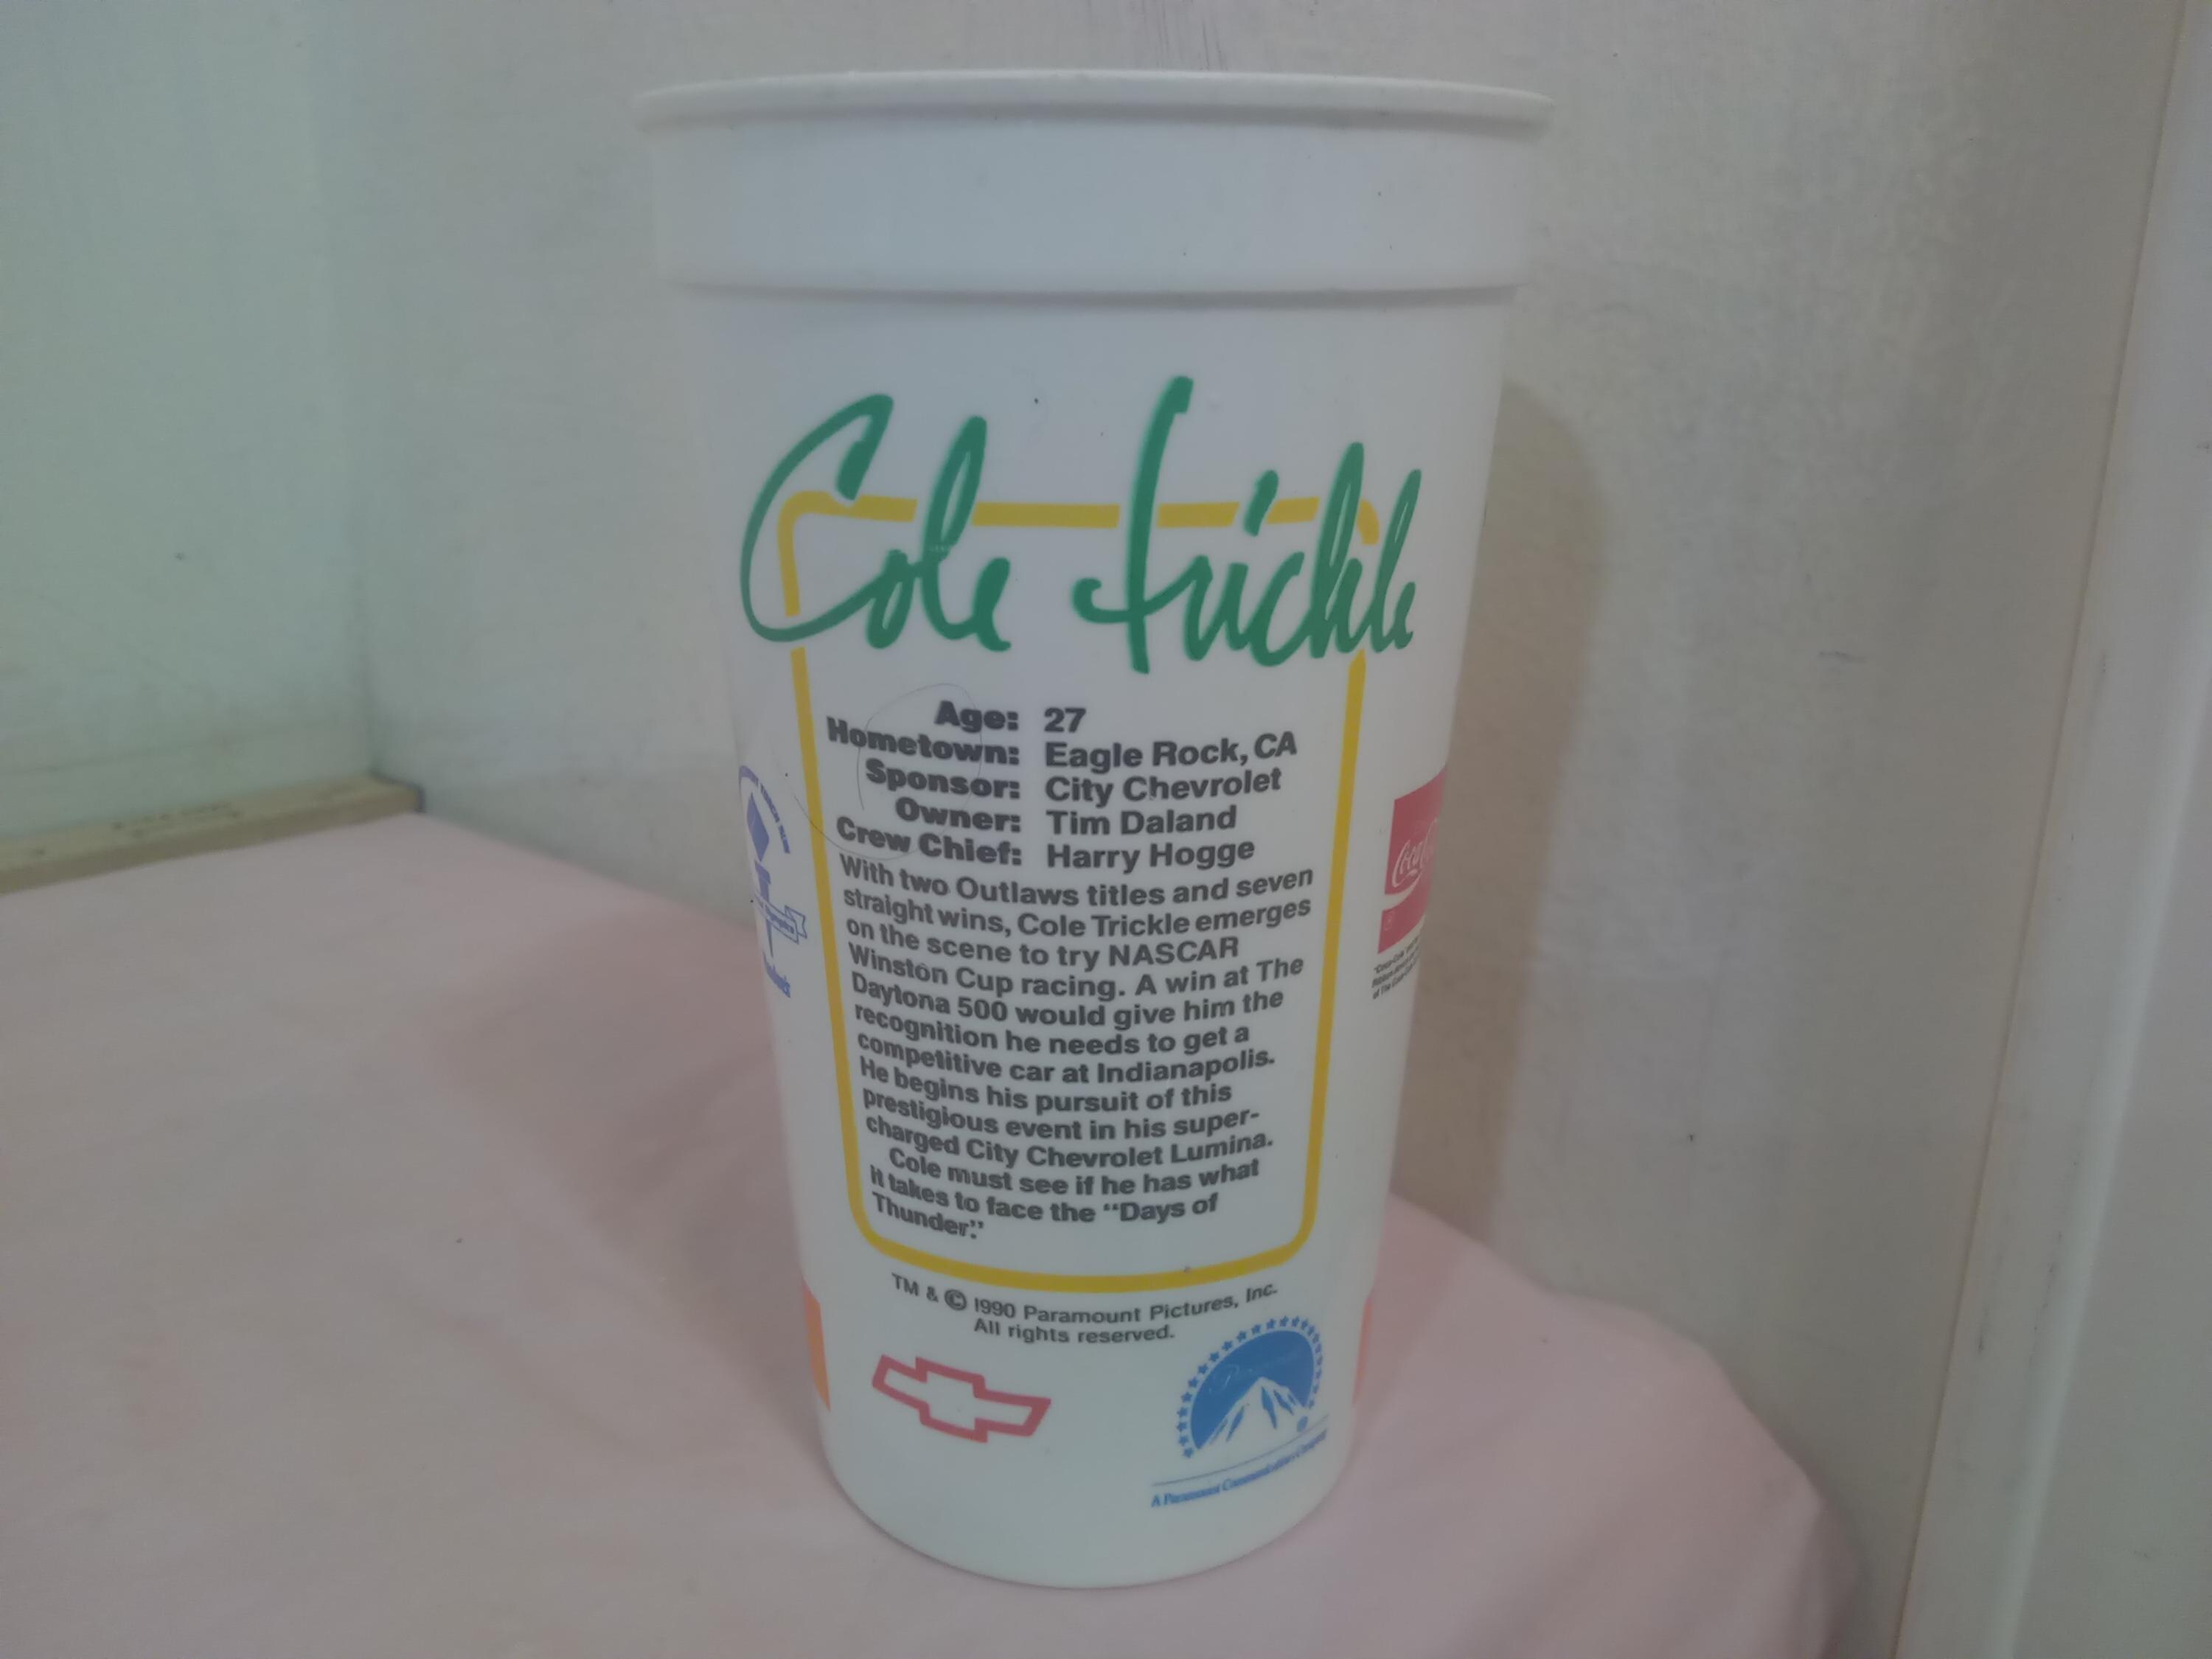 Cole Trickle
Age: 27
Hometown: Eagle Rock, CA
Sponsor: City Chevrolet
Owner: Tim Daland
Crew Chief: Harry Hogge
With two Outlaws titles and seven
straight wins, Cole Trickle emerges
on the scene to try NASCAR
Winston Cup racing. A win at The
Daytona 500 would give him the
recognition he needs to get a
competitive car at Indianapolis.
He begins his pursuit of this
prestigious event in his super-
charged City Chevrolet Lumina.
Cole must see if he has what
it takes to face the “Days of
Thunder.”
TM & © 1990 Paramount Pictures, Inc.
All rights reserved.
Paramount
A Paramount Communications Company